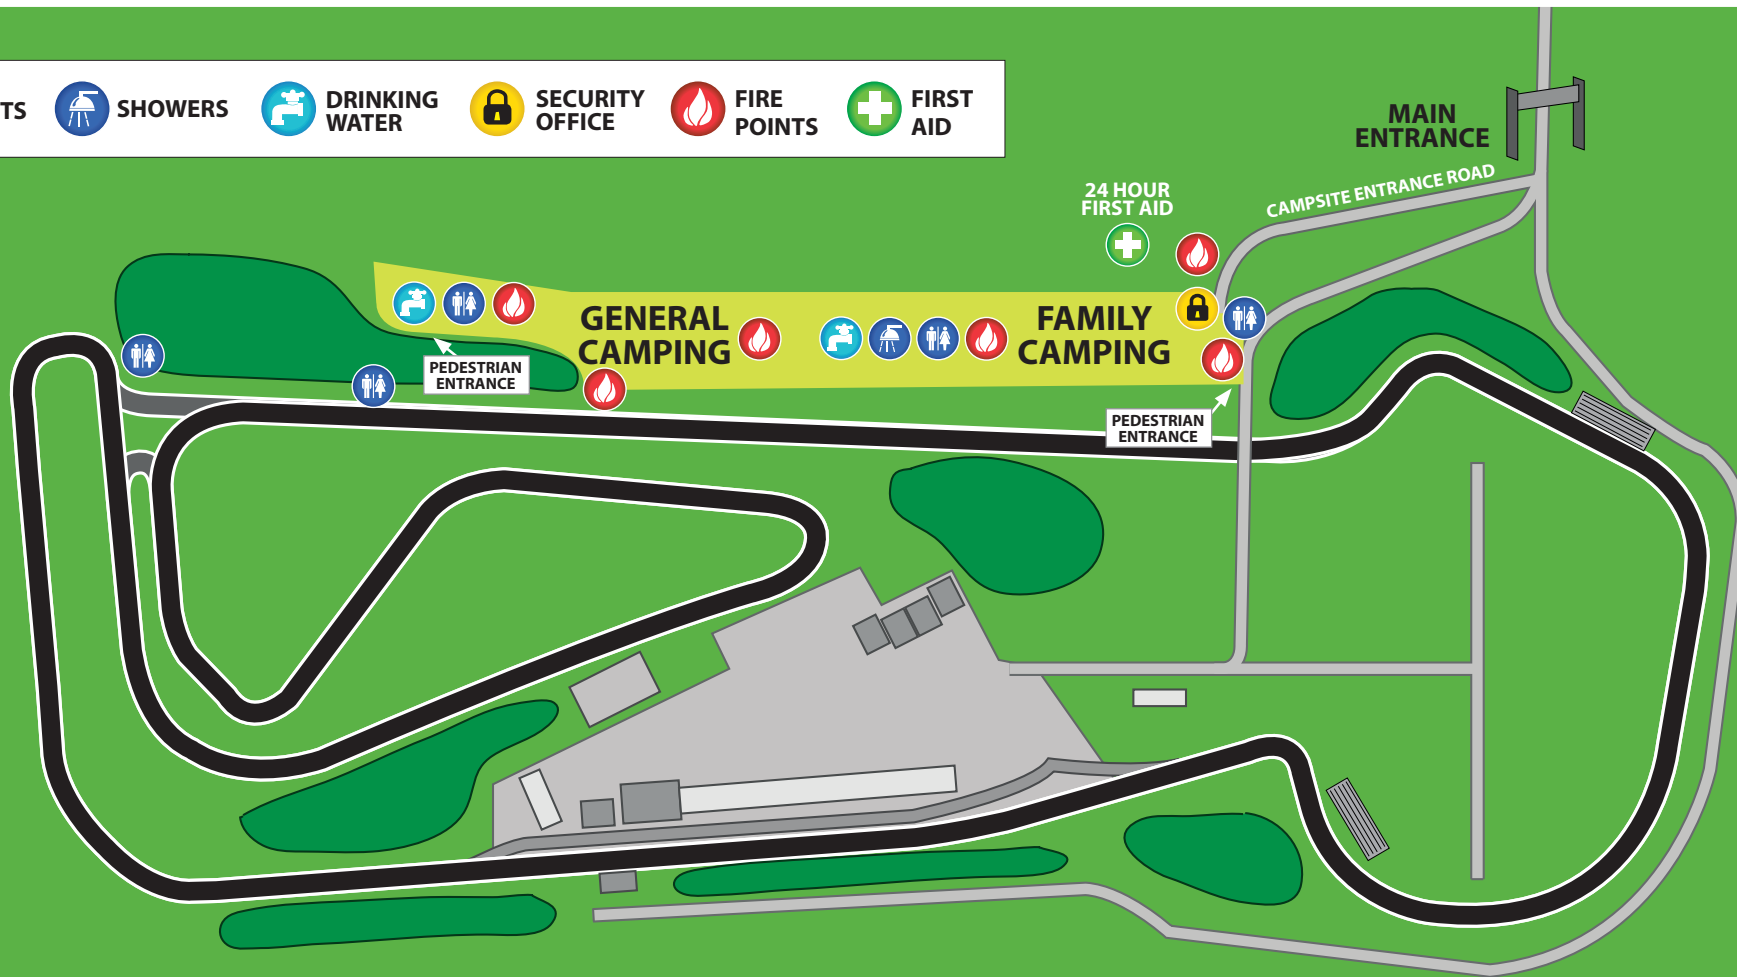 TS
SHOWERS
DRINKING
WATER
SECURITY
OFFICE
FIRE
POINTS
FIRST
AID
MAIN
ENTRANCE
CAMPSITE ENTRANCE ROAD
24 HOUR
FIRST AID
GENERAL
CAMPING
FAMILY
CAMPING
PEDESTRIAN
ENTRANCE
PEDESTRIAN
ENTRANCE